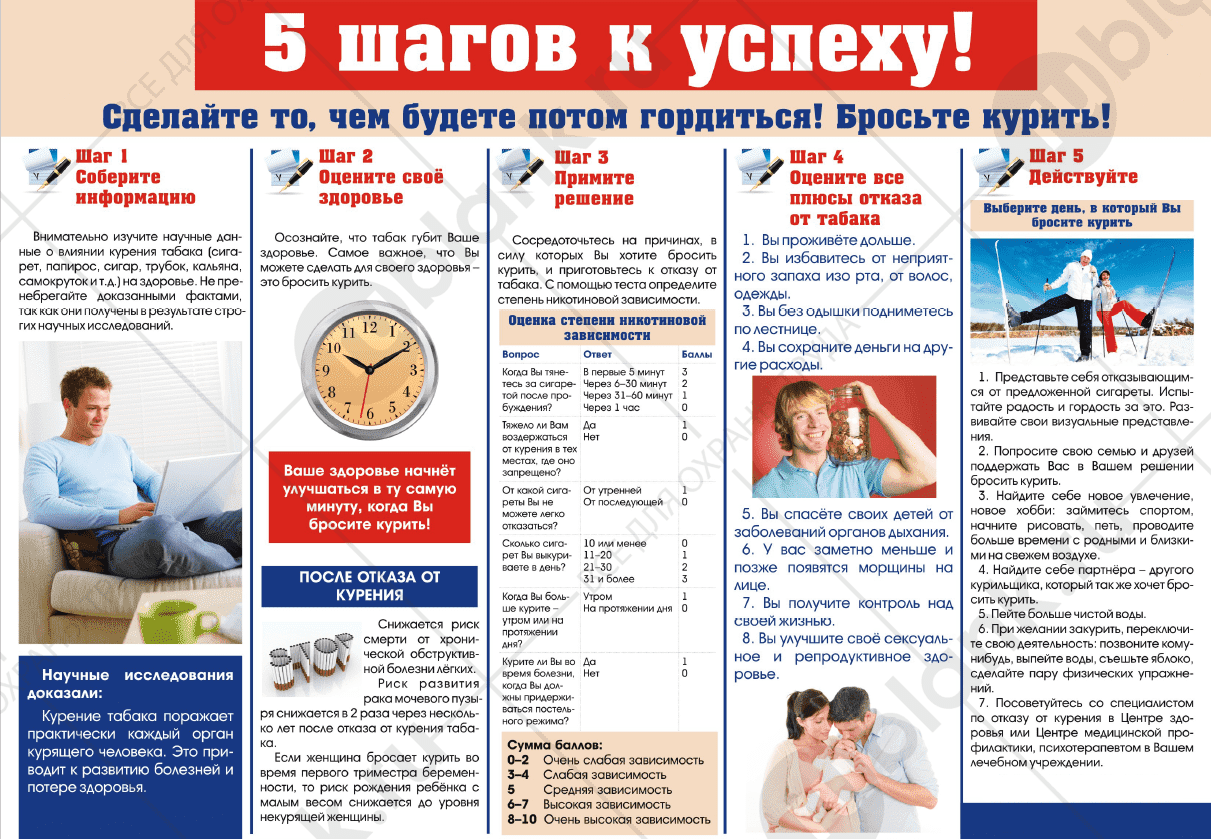 5 шагов к успеху!
Сделайте то, чем будете потом гордиться! Бросьте курить!
Шаг 1
Соберите
информацию
Внимательно изучите научные дан-
ные о влиянии курения табака (сига-
рет, папирос, сигар, трубок, кальяна,
самокруток и т.д.) на здоровье. Не пре-
небрегайте доказанными фактами,
так как они получены в результате стро-
гих научных исследований.
Научные исследования
доказали:
Курение табака поражает
практически каждый орган
курящего человека. Это при-
водит к развитию болезней и
потере здоровья.
Шаг 2
Оцените своё
здоровье
Осознайте, что табак губит Ваше
здоровье. Самое важное, что Вы
можете сделать для своего здоровья –
это бросить курить.
11 12 1
10 2
9 3
8 4
7 6 5
Ваше здоровье начнёт
улучшаться в ту самую
минуту, когда Вы
бросите курить!
ПОСЛЕ ОТКАЗА ОТ
КУРЕНИЯ
Снижается риск
смерти от хрони-
ческой обструктив-
ной болезни лёгких.
Риск развития
рака мочевого пузы-
ря снижается в 2 раза через несколь-
ко лет после отказа от курения таба-
ка.
Если женщина бросает курить во
время первого триместра беремен-
ности, то риск рождения ребёнка с
малым весом снижается до уровня
некурящей женщины.
Шаг 3
Примите
решение
Сосредоточьтесь на причинах, в
силу которых Вы хотите бросить
курить, и приготовьтесь к отказу от
табака. С помощью теста определите
степень никотиновой зависимости.
Оценка степени никотиновой
зависимости
Вопрос Ответ Баллы
Когда Вы тяне- В первые 5 минут 3
тесь за сигаре- Через 6–30 минут 2
той после про- Через 31–60 минут 1
буждения? Через 1 час 0
Тяжело ли Вам Да 1
воздержаться Нет 0
от курения в тех
местах, где оно
запрещено?
От какой сига- От утренней 1
реты Вы не От последующей 0
можете легко
отказаться?
Сколько сига- 10 или менее 0
рет Вы выкури- 11–20 1
ваете в день? 21–30 2
31 и более 3
Когда Вы боль- Утром 1
ше курите – На протяжении дня 0
утром или на
протяжении
дня?
Курите ли Вы во Да 1
время болезни, Нет 0
когда Вы дол-
жны придержи-
ваться постель-
ного режима?
Сумма баллов:
0–2 Очень слабая зависимость
3–4 Слабая зависимость
5 Средняя зависимость
6–7 Высокая зависимость
8–10 Очень высокая зависимость
Шаг 4
Оцените все
плюсы отказа
от табака
1. Вы проживёте дольше.
2. Вы избавитесь от неприят-
ного запаха изо рта, от волос,
одежды.
3. Вы без одышки подниметесь
по лестнице.
4. Вы сохраните деньги на дру-
гие расходы.
5. Вы спасёте своих детей от
заболеваний органов дыхания.
6. У вас заметно меньше и
позже появятся морщины на
лице.
7. Вы получите контроль над
своей жизнью.
8. Вы улучшите своё сексуаль-
ное и репродуктивное здо-
ровье.
Шаг 5
Действуйте
Выберите день, в который Вы
бросите курить
1. Представьте себя отказывающим-
ся от предложенной сигареты. Испы-
тайте радость и гордость за это. Раз-
вивайте свои визуальные представле-
ния.
2. Попросите свою семью и друзей
поддержать Вас в Вашем решении
бросить курить.
3. Найдите себе новое увлечение,
новое хобби: займитесь спортом,
начните рисовать, петь, проводите
больше времени с родными и близки-
ми на свежем воздухе.
4. Найдите себе партнёра – другого
курильщика, который так же хочет бро-
сить курить.
5. Пейте больше чистой воды.
6. При желании закурить, переключи-
те свою деятельность: позвоните кому-
нибудь, выпейте воды, съешьте яблоко,
сделайте пару физических упражне-
ний.
7. Посоветуйтесь со специалистом
по отказу от курения в Центре здо-
ровья или Центре медицинской про-
филактики, психотерапевтом в Вашем
лечебном учреждении.